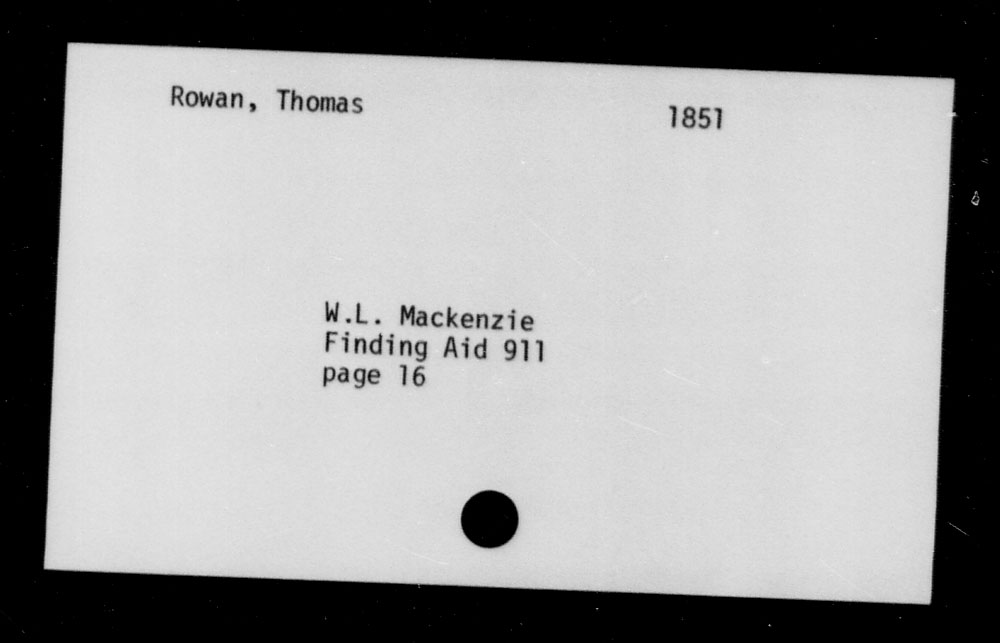 Rowan, Thomas 1851
W.L. Mackenzie
Finding Aid 911
page 16